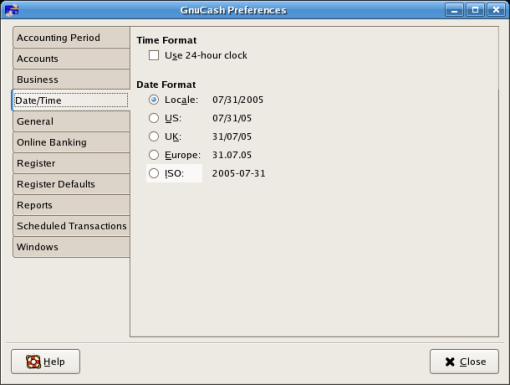 GnuCash Preferences
Accounting Period
Accounts
Business
Date/Time
General
Online Banking
Register
Register Defaults
Reports
Scheduled Transactions
Windows
Time Format
Use 24-hour clock
Date Format
Locale: 07/31/2005
US: 07/31/05
UK: 31/07/05
Europe: 31.07.05
ISO: 2005-07-31
Help
Close